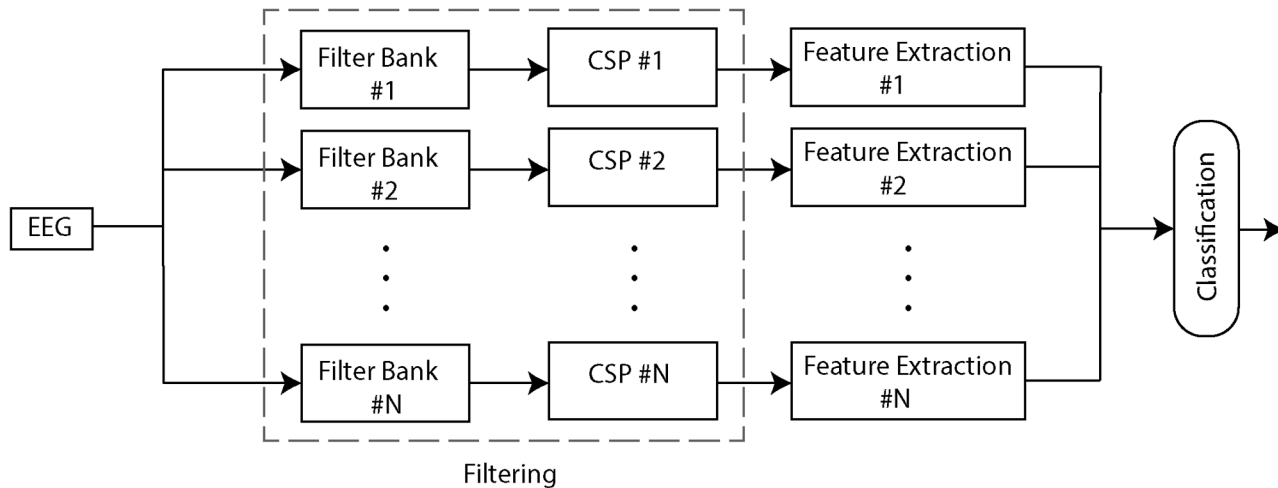 Filter Bank
#1
CSP #1
Feature Extraction
#1
Filter Bank
#2
CSP #2
Feature Extraction
#2
EEG
Classification
Filter Bank
#N
CSP #N
Feature Extraction
#N
Filtering